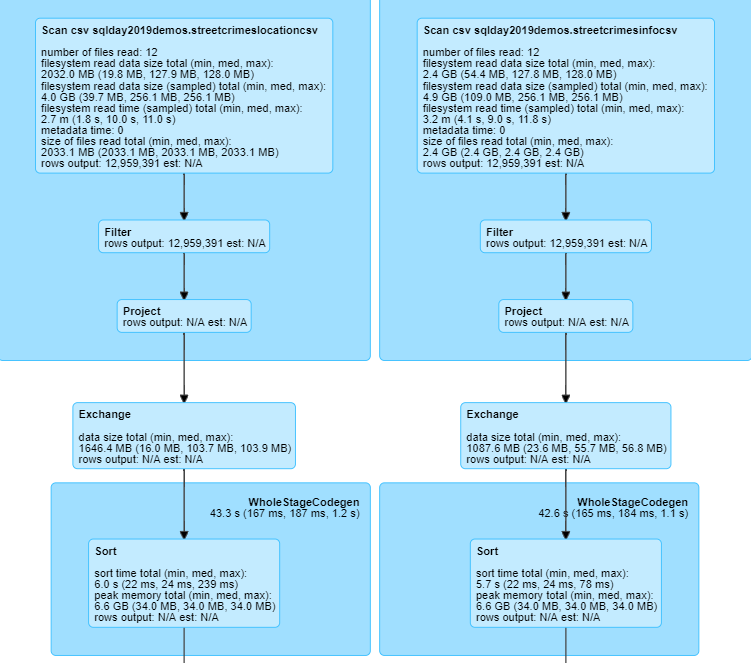 Scan csv sqlday2019demos.streetcrimeslocationcsv
number of files read: 12
filesystem read data size total (min, med, max):
2032.0 MB (19.8 MB, 127.9 MB, 128.0 MB)
filesystem read data size (sampled) total (min, med, max):
4.0 GB (39.7 MB, 256.1 MB, 256.1 MB)
filesystem read time (sampled) total (min, med, max):
2.7 m (1.8 s, 10.0 s, 11.0 s)
metadata time: 0
size of files read total (min, med, max):
2033.1 MB (2033.1 MB, 2033.1 MB, 2033.1 MB)
rows output: 12,959,391 est: N/A
Filter
rows output: 12,959,391 est: N/A
Project
rows output: N/A est: N/A
Exchange
data size total (min, med, max):
1646.4 MB (16.0 MB, 103.7 MB, 103.9 MB)
rows output: N/A est: N/A
WholeStageCodegen
43.3 s (167 ms, 187 ms, 1.2 s)
Sort
sort time total (min, med, max):
6.0 s (22 ms, 24 ms, 239 ms)
peak memory total (min, med, max):
6.6 GB (34.0 MB, 34.0 MB, 34.0 MB)
rows output: N/A est: N/A
Scan csv sqlday2019demos.streetcrimesinfocsv
number of files read: 12
filesystem read data size total (min, med, max):
2.4 GB (54.4 MB, 127.8 MB, 128.0 MB)
filesystem read data size (sampled) total (min, med, max):
4.9 GB (109.0 MB, 256.1 MB, 256.1 MB)
filesystem read time (sampled) total (min, med, max):
3.2 m (4.1 s, 9.0 s, 11.8 s)
metadata time: 0
size of files read total (min, med, max):
2.4 GB (2.4 GB, 2.4 GB, 2.4 GB)
rows output: 12,959,391 est: N/A
Filter
rows output: 12,959,391 est: N/A
Project
rows output: N/A est: N/A
Exchange
data size total (min, med, max):
1087.6 MB (23.6 MB, 55.7 MB, 56.8 MB)
rows output: N/A est: N/A
WholeStageCodegen
42.6 s (165 ms, 184 ms, 1.1 s)
Sort
sort time total (min, med, max):
5.7 s (22 ms, 24 ms, 78 ms)
peak memory total (min, med, max):
6.6 GB (34.0 MB, 34.0 MB, 34.0 MB)
rows output: N/A est: N/A